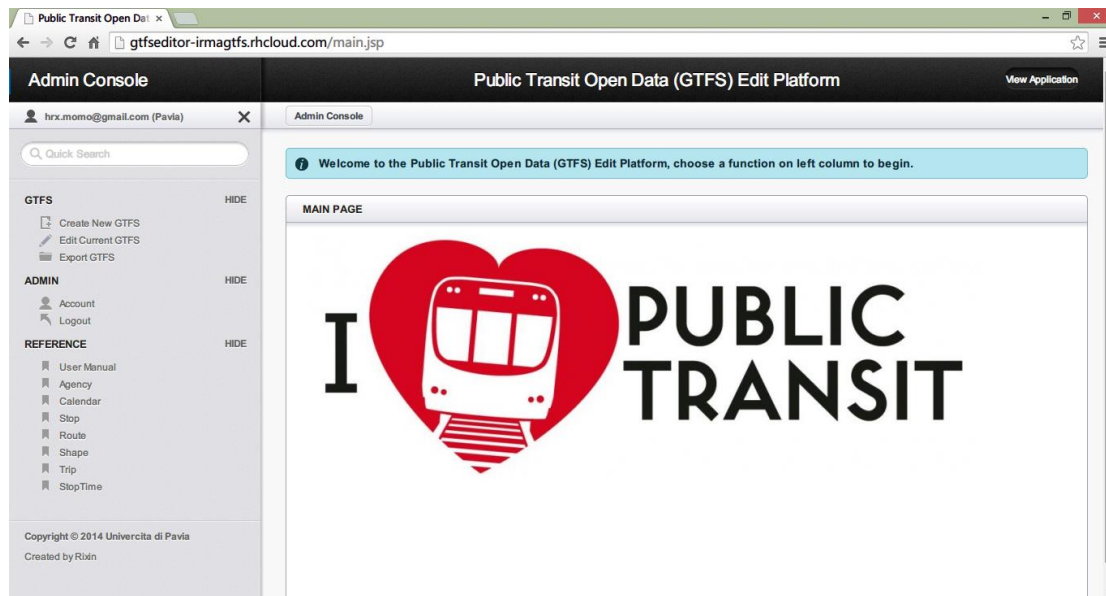 Public Transit Open Dat
gtfseditor-irmagtfs.rhcloud.com/main.jsp
Admin Console
Public Transit Open Data (GTFS) Edit Platform
View Application
hrx.momo@gmail.com (Pavia)
Admin Console
Quick Search
Welcome to the Public Transit Open Data (GTFS) Edit Platform, choose a function on left column to begin.
GTFS HIDE
Create New GTFS
Edit Current GTFS
Export GTFS
ADMIN HIDE
Account
Logout
REFERENCE HIDE
User Manual
Agency
Calendar
Stop
Route
Shape
Trip
StopTime
Copyright © 2014 Univercita di Pavia
Created by Rixin
MAIN PAGE
I PUBLIC
TRANSIT